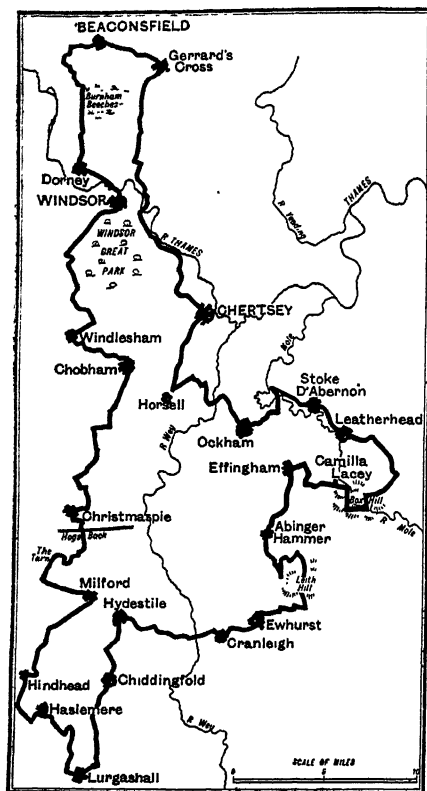 BEACONSFIELD
Gerrard's
Cross
Burnham
Beeches
Dorney
WINDSOR
R. THAMES
R Yeading
THAMES
WINDSOR
GREAT
PARK
CHERTSEY
Windlesham
Chobham
Mole
Horsell
Stoke
D'Abernon
Ockham
Leatherhead
R. Wey
Effingham
Camilla
Lacey
Box Hill
R Mole
Christmaspie
Hogs Back
Abinger
Hammer
The
Tarn
Leith
Hill
Milford
Hydestile
Ewhurst
Cranleigh
Hindhead
Chiddingfold
Haslemere
R. Wey
Lurgashall
SCALE OF MILES
0 5 10